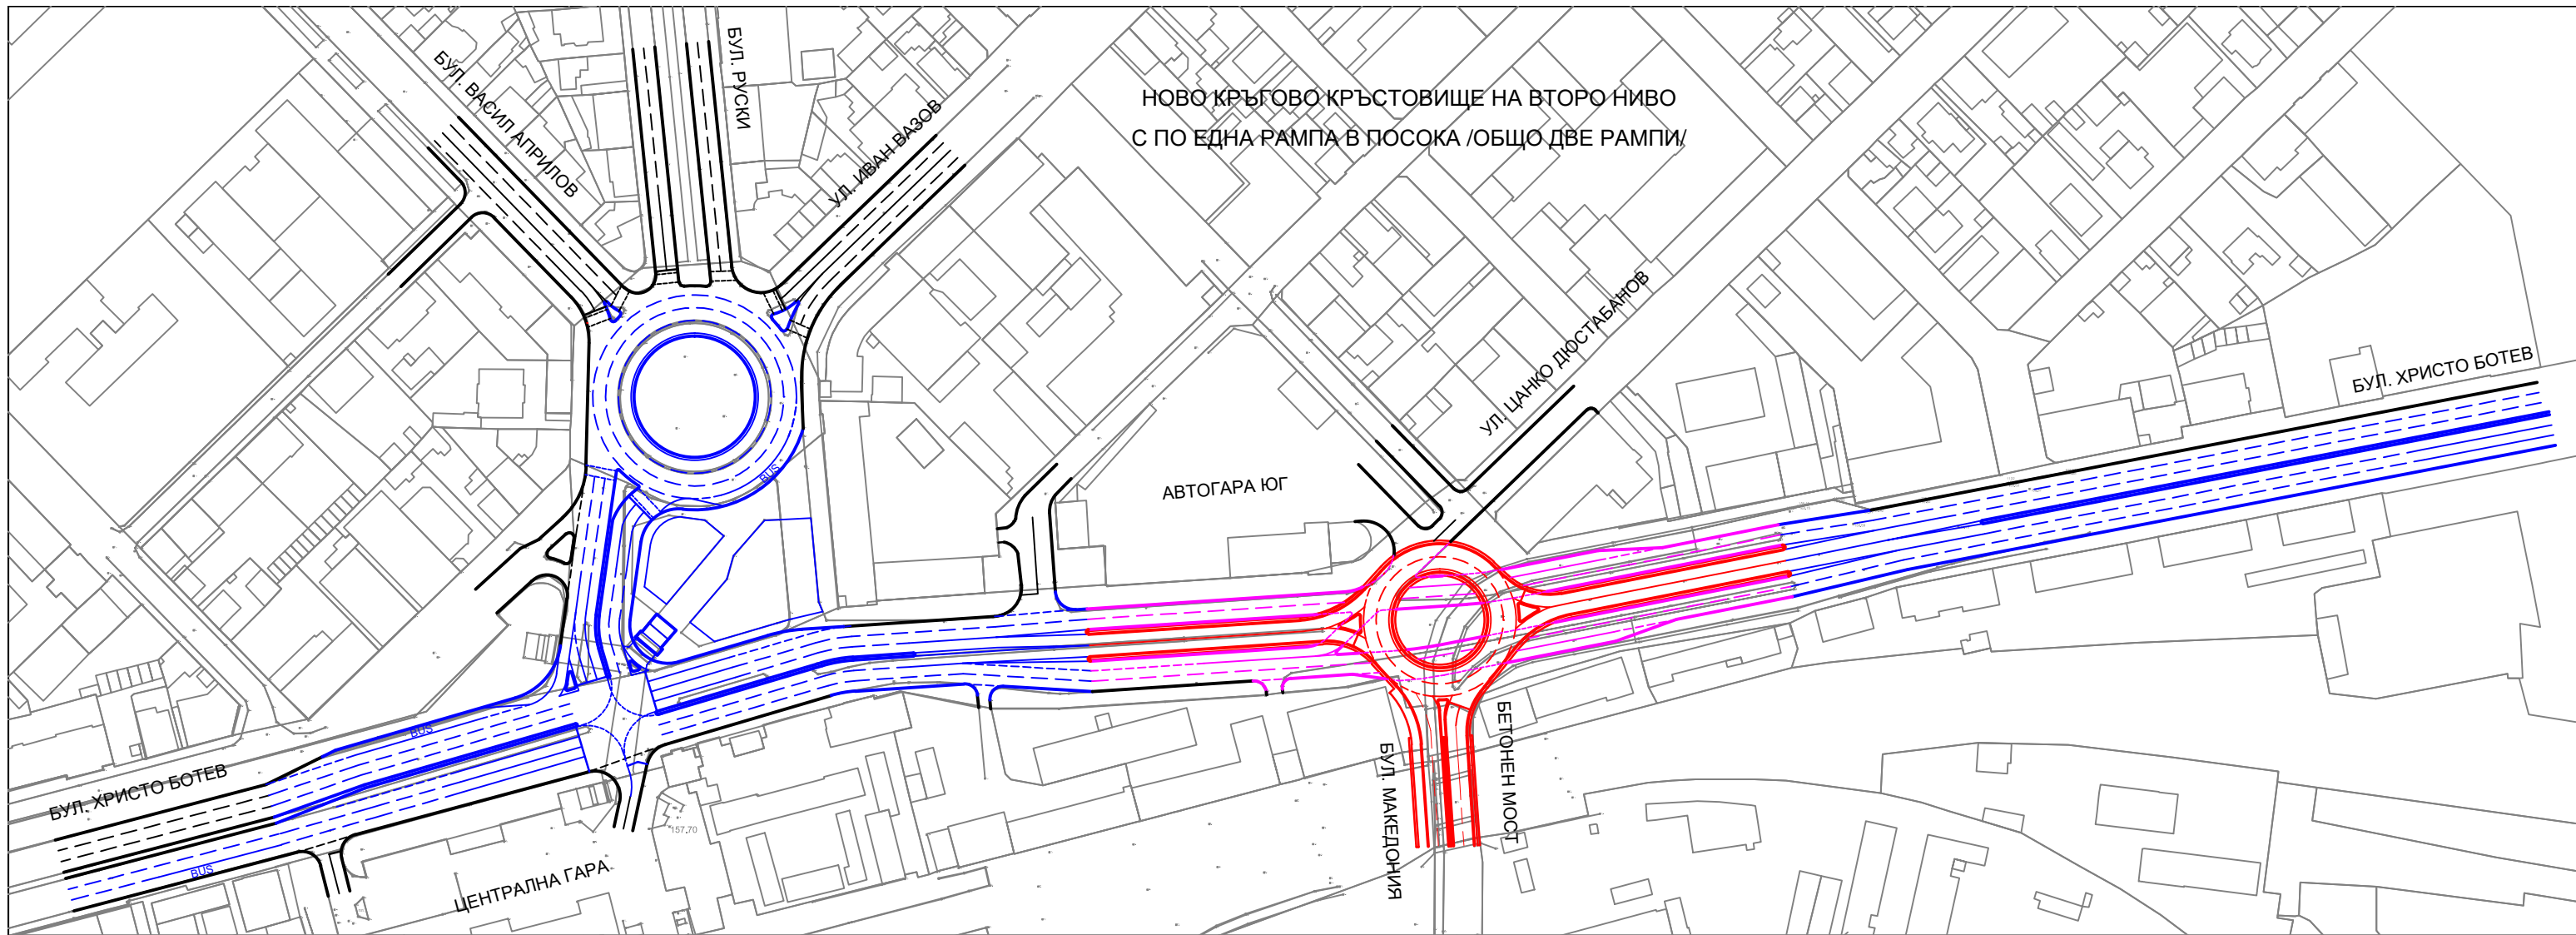 БУЛ. ВАСИЛ АПРИЛОВ
БУЛ. РУСКИ
УЛ. ИВАН ВАЗОВ
НОВО КРЪГОВО КРЪСТОВИЩЕ НА ВТОРО НИВО
С ПО ЕДНА РАМПА В ПОСОКА /ОБЩО ДВЕ РАМПИ/
УЛ. ЦАНКО ДЮСТАБАНОВ
БУЛ. ХРИСТО БОТЕВ
BUS
АВТОГАРА ЮГ
BUS
БУЛ. ХРИСТО БОТЕВ
BUS
ЦЕНТРАЛНА ГАРА
157,70
БУЛ. МАКЕДОНИЯ
БЕТОНЕН МОСТ